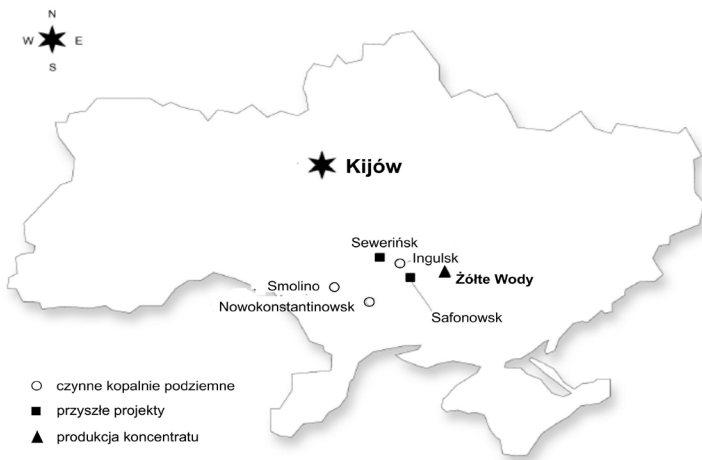 N
W E
S
Kijów
Sewerińsk
Ingulsk
Smolino
Żółte Wody
Nowokonstantinowsk
Safonowsk
czynne kopalnie podziemne
przyszłe projekty
produkcja koncentratu